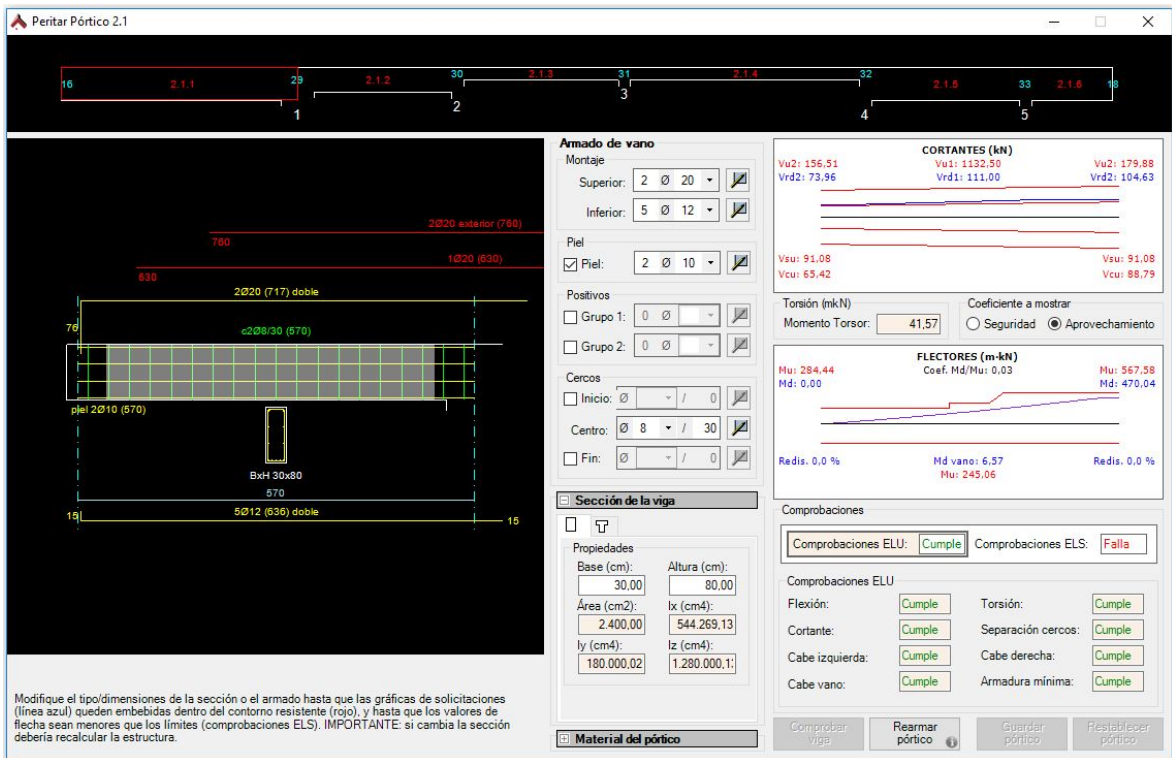 Peritar Pórtico 2.1
16 2.1.1 29 2.1.2 30 2.1.3 31 2.1.4 32 2.1.5 33 2.1.6 18
1 2 3 4 5
2Ø20 exterior (760)
760
1Ø20 (630)
630
2Ø20 (717) doble
76
c2Ø8/30 (570)
piel 2Ø10 (570)
BxH 30x80
570
5Ø12 (636) doble
15 15
Modifique el tipo/dimensiones de la sección o el armado hasta que las gráficas de solicitaciones
(línea azul) queden embebidas dentro del contorno resistente (rojo), y hasta que los valores de
flecha sean menores que los límites (comprobaciones ELS). IMPORTANTE: si cambia la sección
debería recalcular la estructura.
Armado de vano
Montaje
Superior: 2 Ø 20
Inferior: 5 Ø 12
Piel
Piel: 2 Ø 10
Positivos
Grupo 1: 0 Ø
Grupo 2: 0 Ø
Cercos
Inicio: Ø / 0
Centro: Ø 8 / 30
Fin: Ø / 0
Sección de la viga
Propiedades
Base (cm): Altura (cm):
30,00 80,00
Área (cm2): Ix (cm4):
2.400,00 544.269,13
Iy (cm4): Iz (cm4):
180.000,02 1.280.000,1
Material del pórtico
CORTANTES (kN)
Vu2: 156,51 Vu1: 1132,50 Vu2: 179,88
Vrd2: 73,96 Vrd1: 111,00 Vrd2: 104,63
Vsu: 91,08 Vsu: 91,08
Vcu: 65,42 Vcu: 88,79
Torsión (mkN)
Momento Torsor: 41,57
Coeficiente a mostrar
Seguridad Aprovechamiento
FLECTORES (m·kN)
Mu: 284,44 Coef. Md/Mu: 0,03 Mu: 567,58
Md: 0,00 Md: 470,04
Redis. 0,0 % Md vano: 6,57 Redis. 0,0 %
Mu: 245,06
Comprobaciones
Comprobaciones ELU: Cumple Comprobaciones ELS: Falla
Comprobaciones ELU
Flexión: Cumple Torsión: Cumple
Cortante: Cumple Separación cercos: Cumple
Cabe izquierda: Cumple Cabe derecha: Cumple
Cabe vano: Cumple Armadura mínima: Cumple
Comprobar viga
Rearmar pórtico
Guardar pórtico
Restablecer pórtico